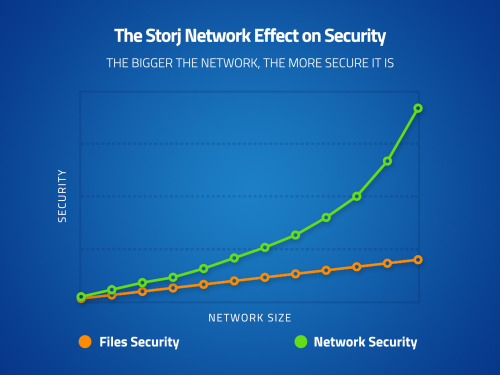 The Storj Network Effect on Security
THE BIGGER THE NETWORK, THE MORE SECURE IT IS
SECURITY
NETWORK SIZE
Files Security
Network Security